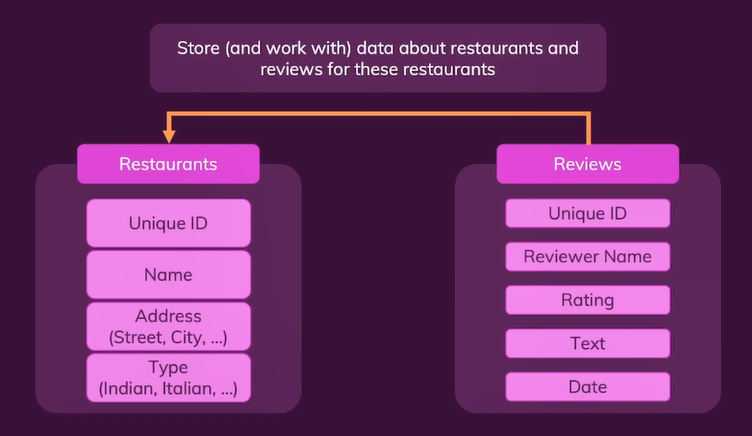 Store (and work with) data about restaurants and
reviews for these restaurants
Restaurants
Unique ID
Name
Address
(Street, City, ...)
Type
(Indian, Italian, ...)
Reviews
Unique ID
Reviewer Name
Rating
Text
Date